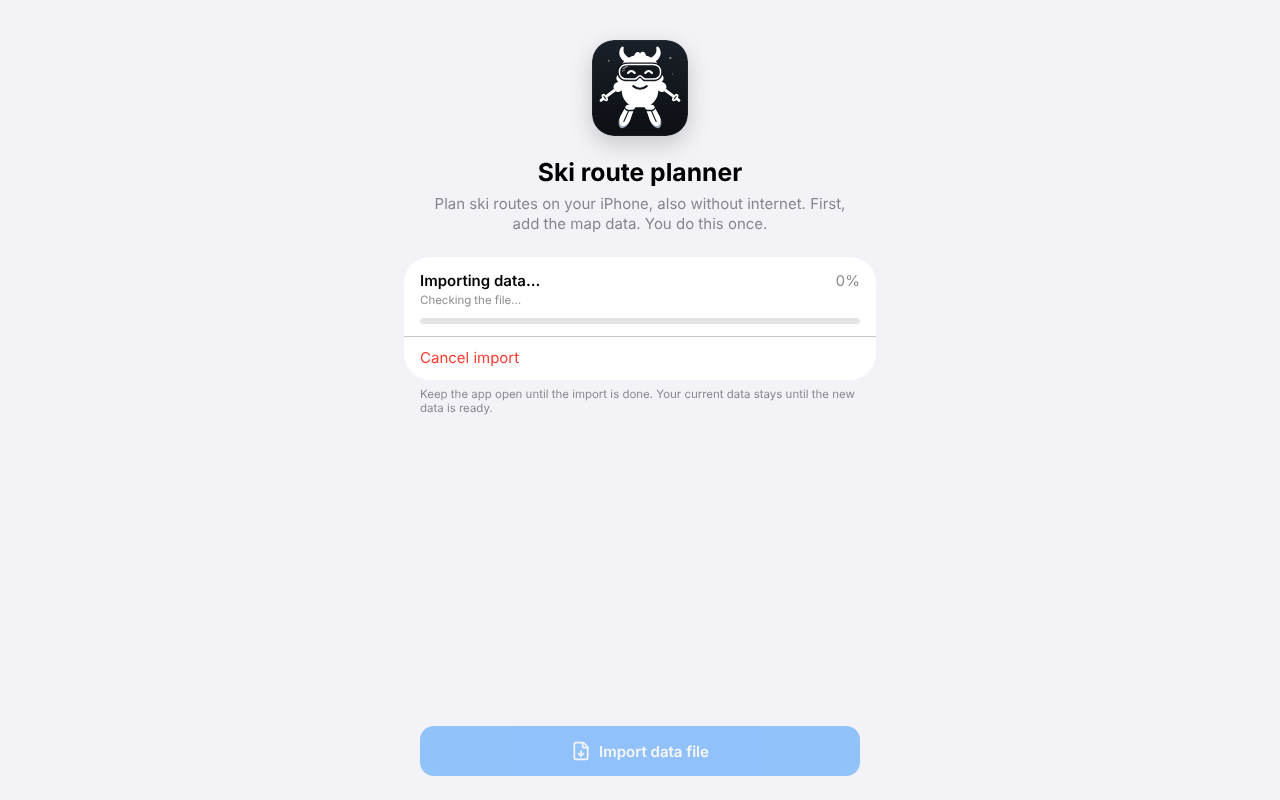 Ski route planner
Plan ski routes on your iPhone, also without internet. First,
add the map data. You do this once.
Importing data…
0%
Checking the file…
Cancel import
Keep the app open until the import is done. Your current data stays until the new
data is ready.
Import data file